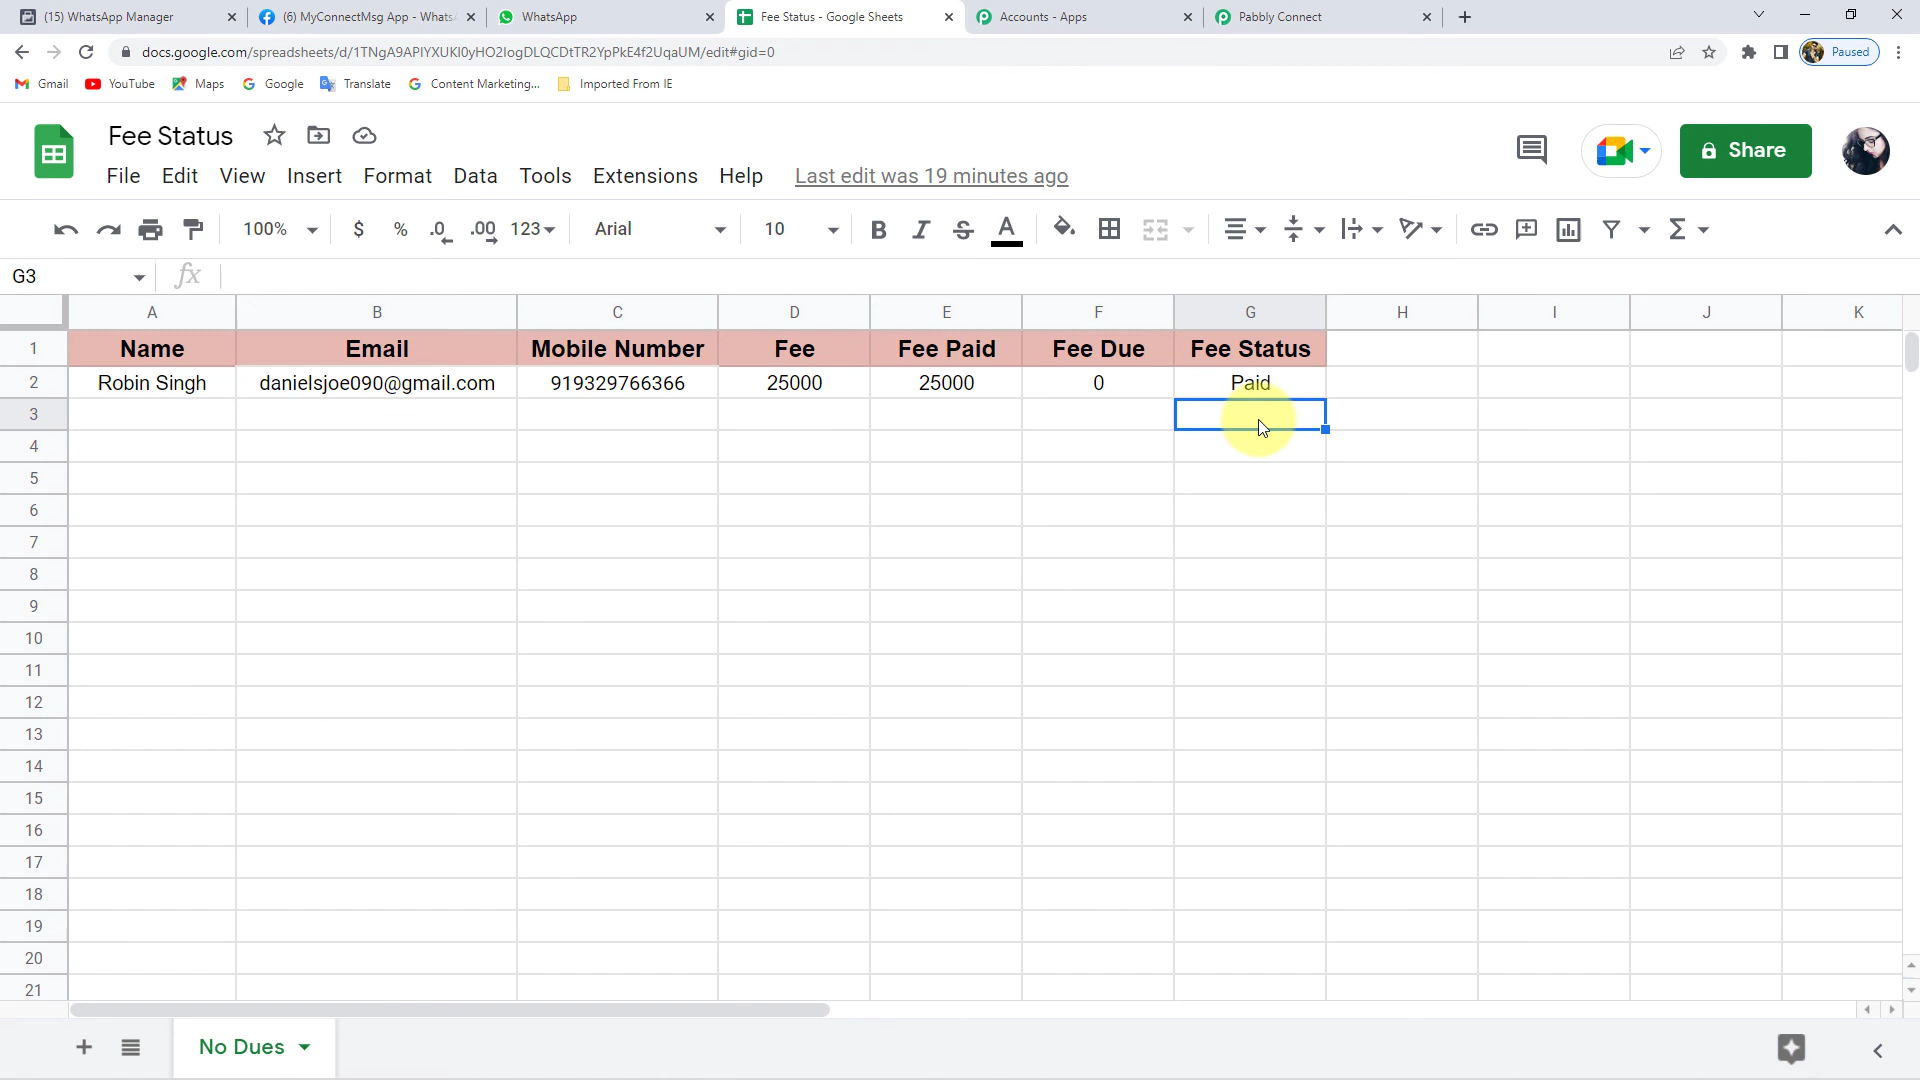 (15) WhatsApp Manager
(6) MyConnectMsg App - Whats
WhatsApp
Fee Status - Google Sheets
Accounts - Apps
Pabbly Connect
docs.google.com/spreadsheets/d/1TNgA9APIYXUKI0yHO2IogDLQCDtTR2YpPkE4f2UqaUM/edit#gid=0
Paused
Gmail
YouTube
Maps
Google
Translate
Content Marketing...
Imported From IE
Fee Status
Share
File Edit View Insert Format Data Tools Extensions Help Last edit was 19 minutes ago
100% $ % .0 .00 123 Arial 10
G3
A B C D E F G H I J K
1 Name Email Mobile Number Fee Fee Paid Fee Due Fee Status
2 Robin Singh danielsjoe090@gmail.com 919329766366 25000 25000 0 Paid
3
4
5
6
7
8
9
10
11
12
13
14
15
16
17
18
19
20
21
No Dues